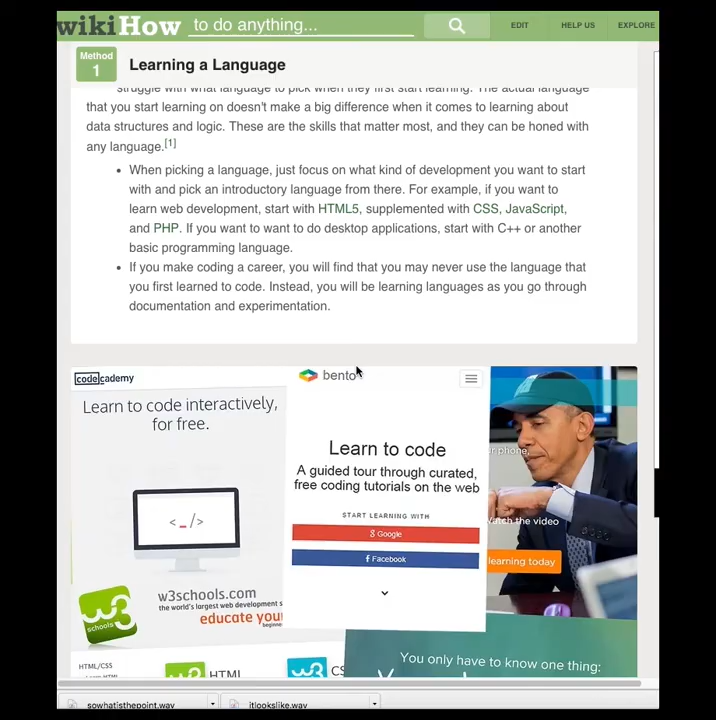 wikiHow to do anything... EDIT HELP US EXPLORE
Method
1
Learning a Language
struggle with what language to pick when they first start learning. The actual language
that you start learning on doesn't make a big difference when it comes to learning about
data structures and logic. These are the skills that matter most, and they can be honed with
any language.[1]
When picking a language, just focus on what kind of development you want to start
with and pick an introductory language from there. For example, if you want to
learn web development, start with HTML5, supplemented with CSS, JavaScript,
and PHP. If you want to want to do desktop applications, start with C++ or another
basic programming language.
If you make coding a career, you will find that you may never use the language that
you first learned to code. Instead, you will be learning languages as you go through
documentation and experimentation.
codecademy
Learn to code interactively,
for free.
<_/>
w3schools.com
the world's largest web development s
educate you
beginne
w3
schools
HTML/CSS
HTML
CS
bento
Learn to code
A guided tour through curated,
free coding tutorials on the web
START LEARNING WITH
Google
Facebook
ur phone,
watch the video
learning today
You only have to know one thing:
sowhatisthepoint.wav
itlookslike.wav